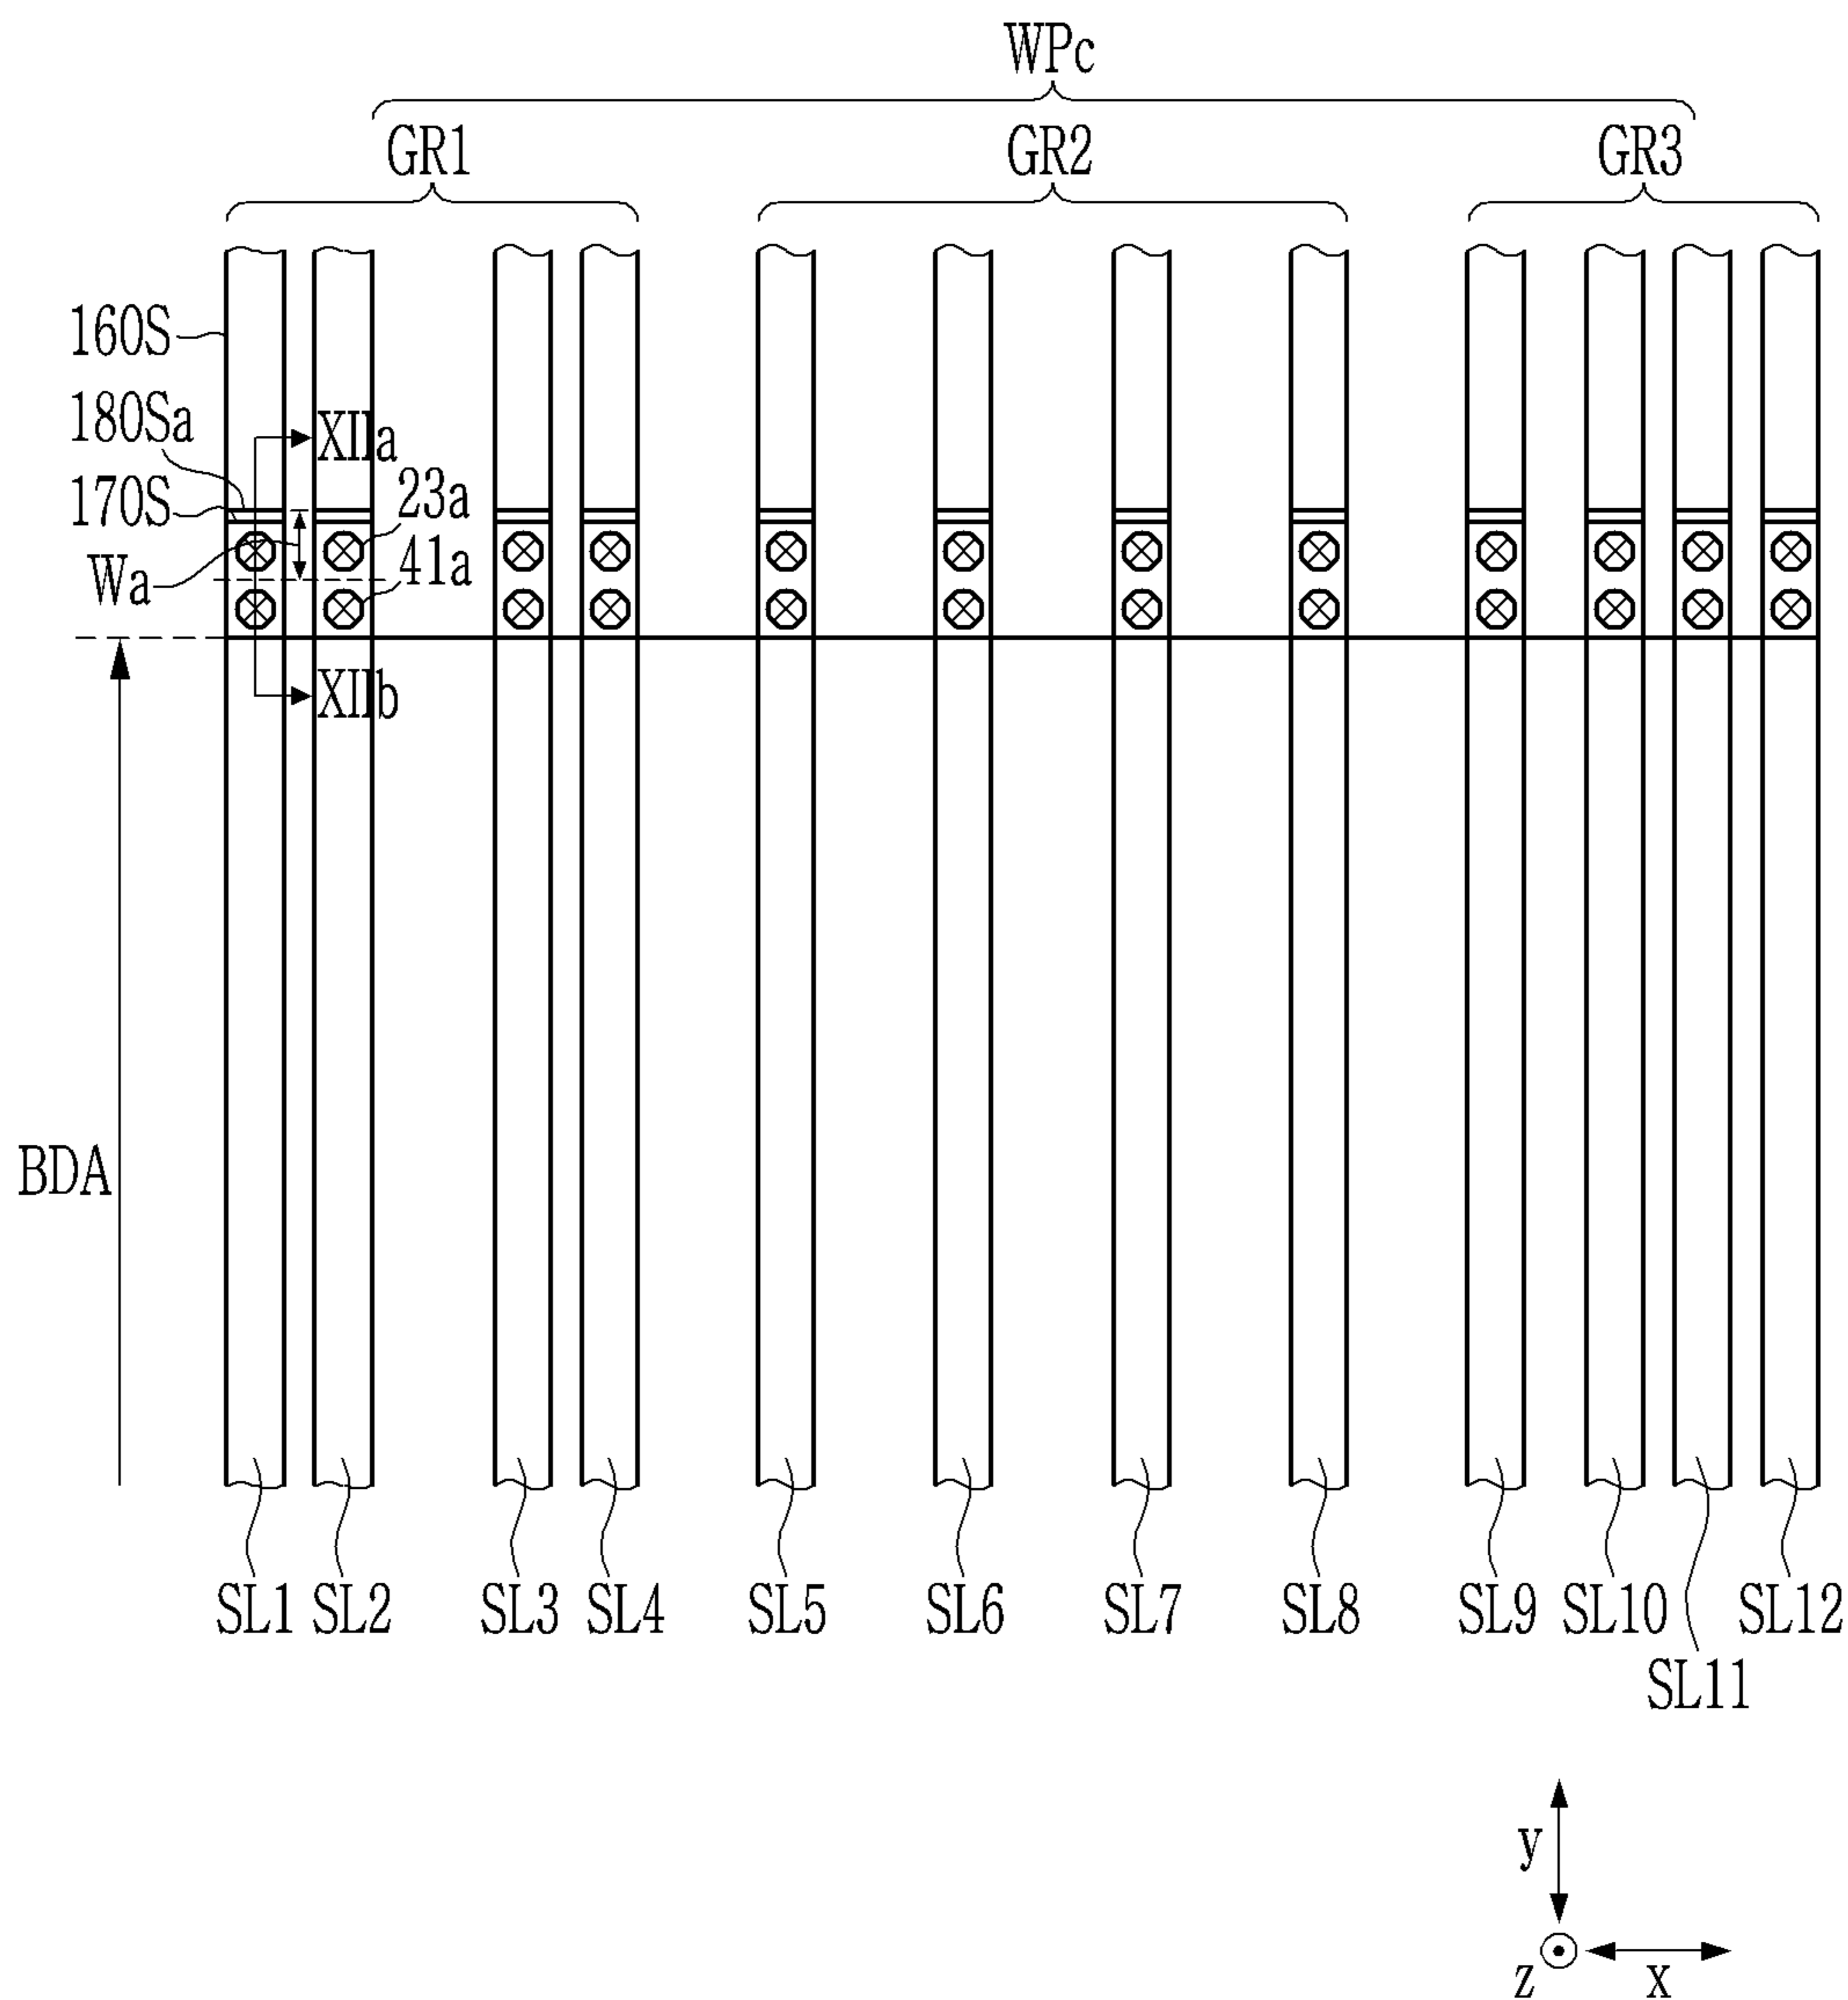 WPc
GR1 GR2 GR3
160S
180Sa
XIIa
170S
23a
Wa
41a
XIIb
BDA
SL1 SL2 SL3 SL4 SL5 SL6 SL7 SL8 SL9 SL10 SL12
SL11
y
z x